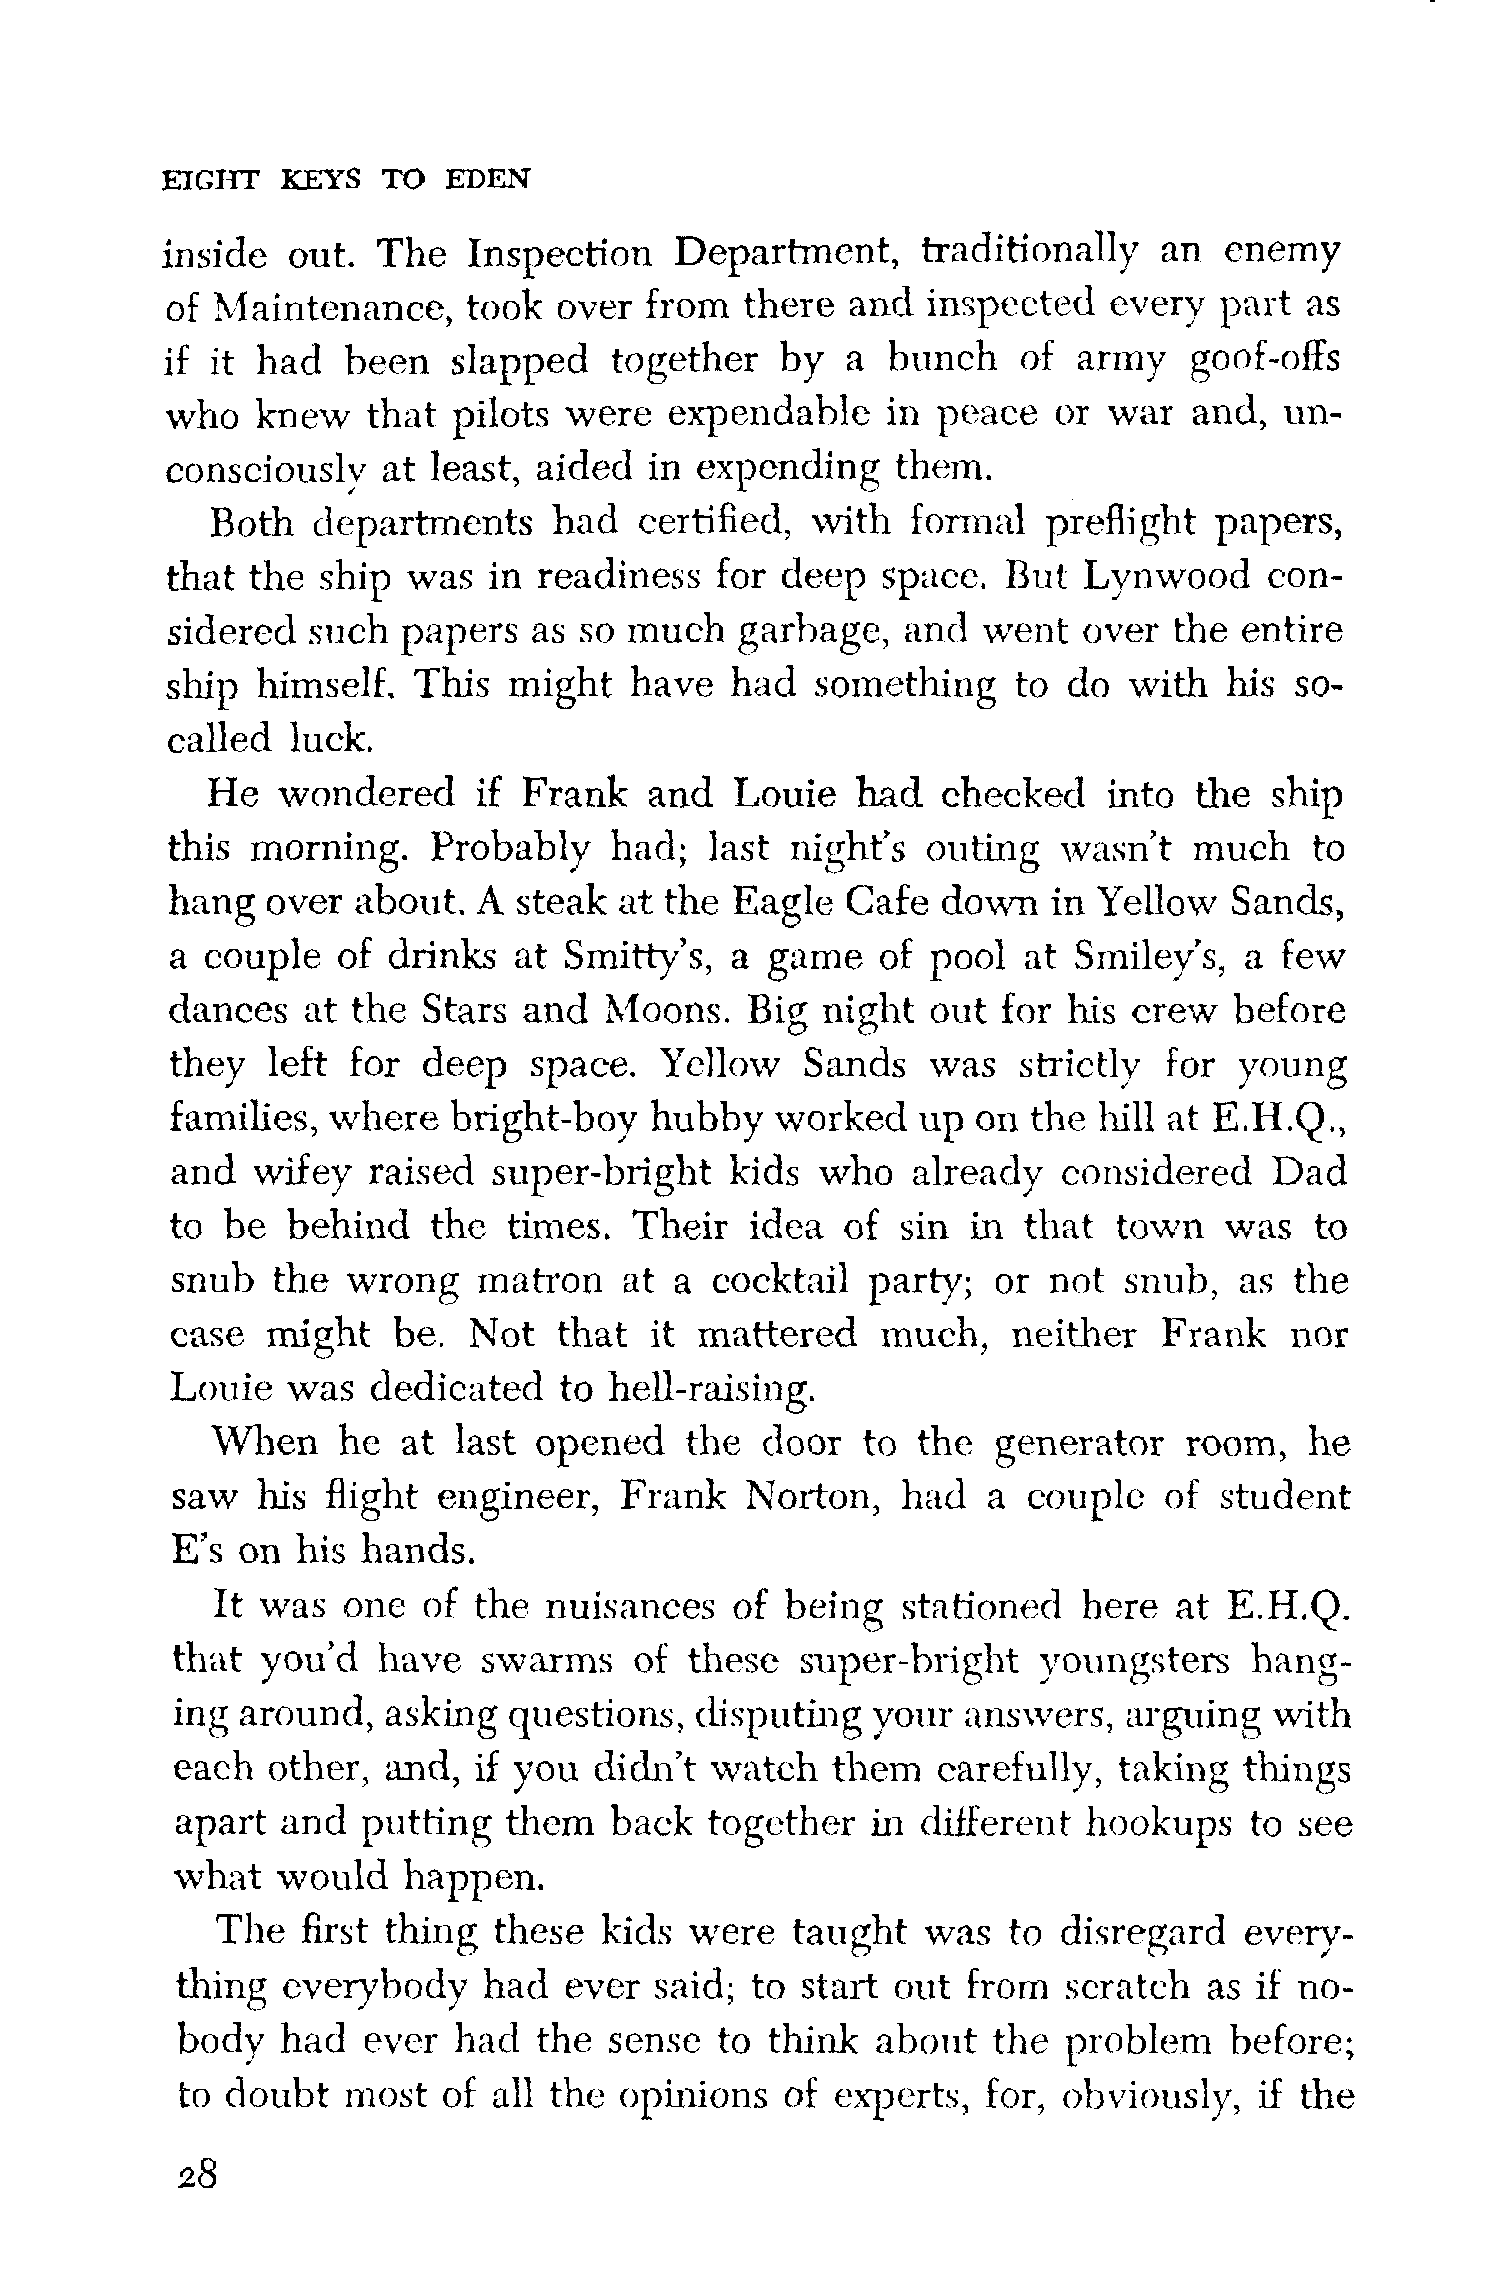 EIGHT KEYS TO EDEN
inside out. The Inspection Department, traditionally an enemy
of Maintenance, took over from there and inspected every part as
if it had been slapped together by a bunch of army goof-offs
who knew that pilots were expendable in peace or war and, un-
consciously at least, aided in expending them.
Both departments had certified, with formal preflight papers,
that the ship was in readiness for deep space. But Lynwood con-
sidered such papers as so much garbage, and went over the entire
ship himself. This might have had something to do with his so-
called luck.
He wondered if Frank and Louie had checked into the ship
this morning. Probably had; last night's outing wasn't much to
hang over about. A steak at the Eagle Cafe down in Yellow Sands,
a couple of drinks at Smitty's, a game of pool at Smiley's, a few
dances at the Stars and Moons. Big night out for his crew before
they left for deep space. Yellow Sands was strictly for young
families, where bright-boy hubby worked up on the hill at E.H.Q.,
and wifey raised super-bright kids who already considered Dad
to be behind the times. Their idea of sin in that town was to
snub the wrong matron at a cocktail party; or not snub, as the
case might be. Not that it mattered much, neither Frank nor
Louie was dedicated to hell-raising.
When he at last opened the door to the generator room, he
saw his flight engineer, Frank Norton, had a couple of student
E's on his hands.
It was one of the nuisances of being stationed here at E.H.Q.
that you'd have swarms of these super-bright youngsters hang-
ing around, asking questions, disputing your answers, arguing with
each other, and, if you didn't watch them carefully, taking things
apart and putting them back together in different hookups to see
what would happen.
The first thing these kids were taught was to disregard every-
thing everybody had ever said; to start out from scratch as if no-
body had ever had the sense to think about the problem before;
to doubt most of all the opinions of experts, for, obviously, if the
28